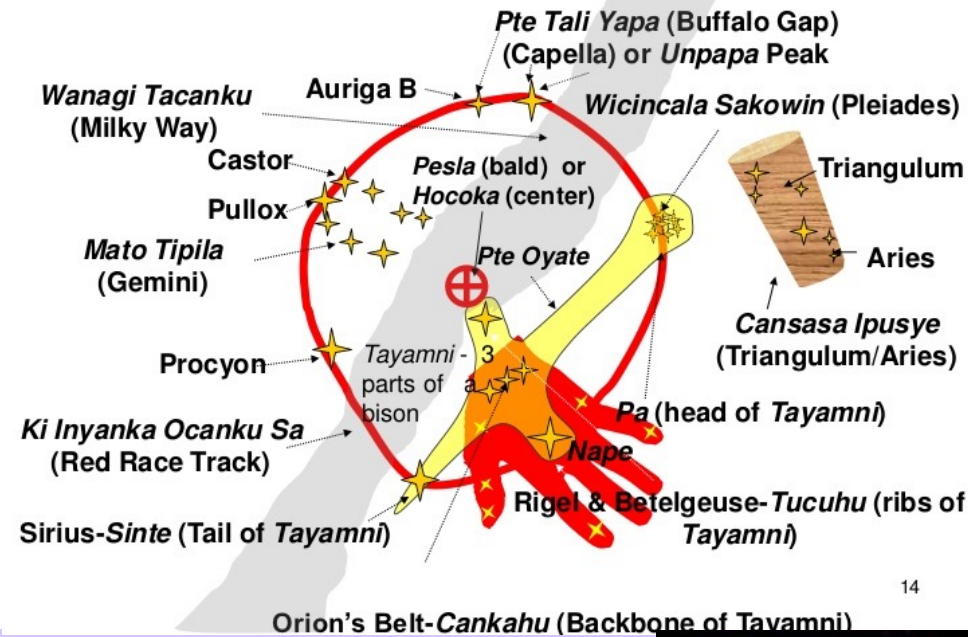 Pte Tali Yapa (Buffalo Gap)
(Capella) or Unpapa Peak
Auriga B
Wanagi Tacanku
(Milky Way)
Wicincala Sakowin (Pleiades)
Castor
Pesla (bald) or
Hocoka (center)
Triangulum
Pullox
Mato Tipila
(Gemini)
Pte Oyate
Aries
Cansasa Ipusye
(Triangulum/Aries)
Procyon
Tayamni - 3
parts of a
bison
Pa (head of Tayamni)
Ki Inyanka Ocanku Sa
(Red Race Track)
Nape
Rigel & Betelgeuse-Tucuhu (ribs of
Tayamni)
Sirius-Sinte (Tail of Tayamni)
14
Orion's Belt-Cankahu (Backbone of Tayamni)